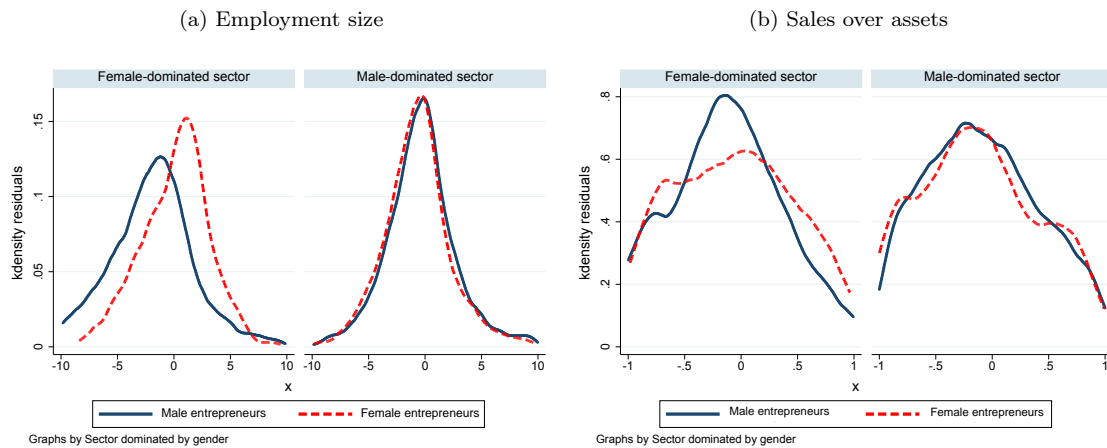 (a) Employment size
Female-dominated sector Male-dominated sector
kdensity residuals
.15
.1
.05
0
-10 -5 0 5 10 -10 -5 0 5 10
x
Male entrepreneurs Female entrepreneurs
Graphs by Sector dominated by gender
(b) Sales over assets
Female-dominated sector Male-dominated sector
kdensity residuals
.8
.6
.4
.2
0
-1 -.5 0 .5 1 -1 -.5 0 .5 1
x
Male entrepreneurs Female entrepreneurs
Graphs by Sector dominated by gender